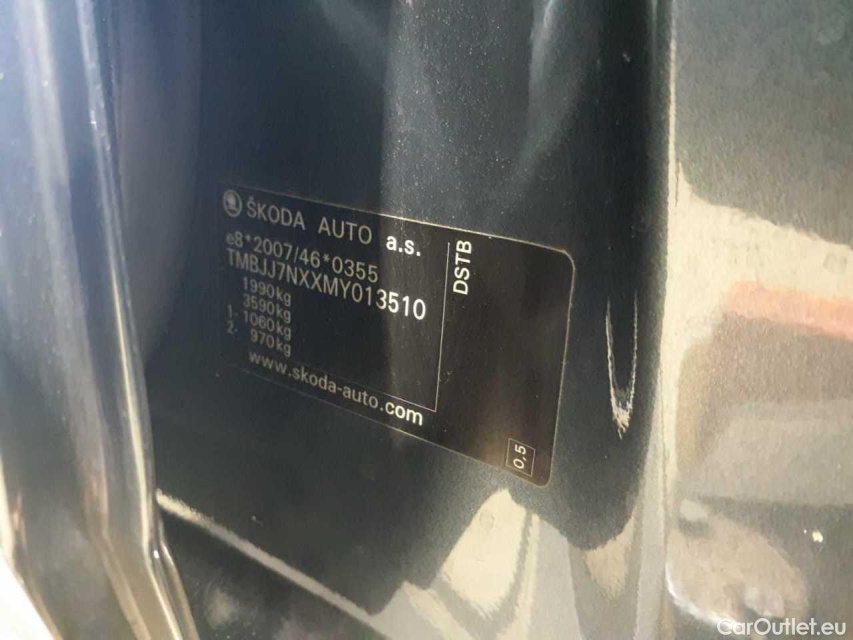 ŠKODA AUTO a.s.
e8*2007/46*0355
TMBJJ7NXXMY013510
1990kg
3590kg
1- 1060kg
2- 970kg
www.skoda-auto.com
DSTB
0,5
CarOutlet.eu